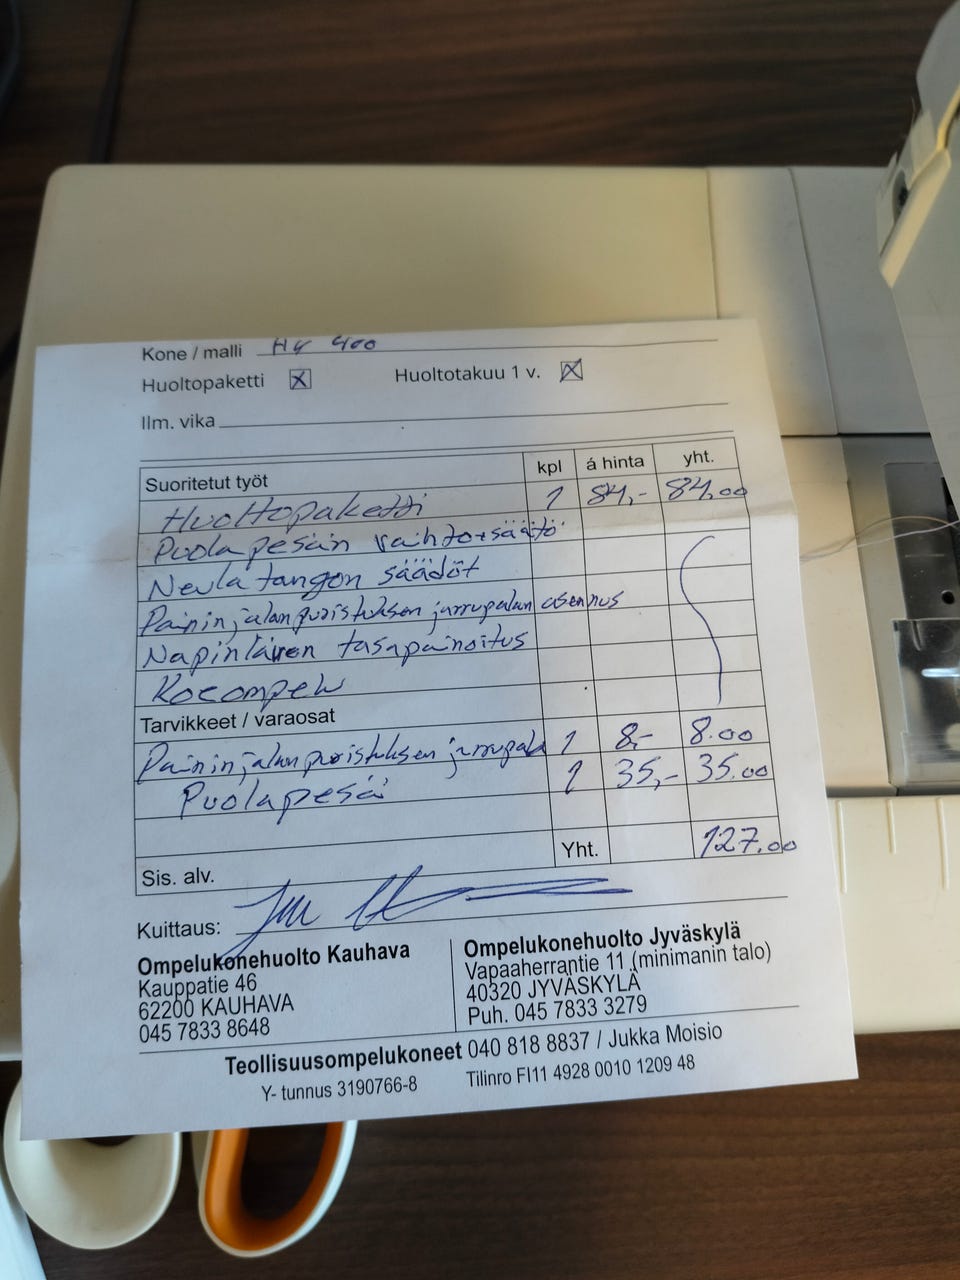 Kone / malli HV 400
Huoltopaketti X Huoltotakuu 1 v. X
Ilm. vika
Suoritetut työt kpl á hinta yht.
Huoltopaketti 1 84,- 84,00
Puolapesän vaihto+säätö
Neulatangon säädöt
Paininjalanpuristuksen jarrupalan asennus
Napinläven tasapainoitus
Koeompelu
Tarvikkeet / varaosat
Paininjalanpuristuksen jarrupala 1 8,- 8.00
Puolapesä 1 35,- 35.00
Yht. 127.00
Sis. alv.
Kuittaus:
Ompelukonehuolto Kauhava
Kauppatie 46
62200 KAUHAVA
045 7833 8648
Ompelukonehuolto Jyväskylä
Vapaaherrantie 11 (minimanin talo)
40320 JYVÄSKYLÄ
Puh. 045 7833 3279
Teollisuusompelukoneet 040 818 8837 / Jukka Moisio
Y- tunnus 3190766-8 Tilinro FI11 4928 0010 1209 48